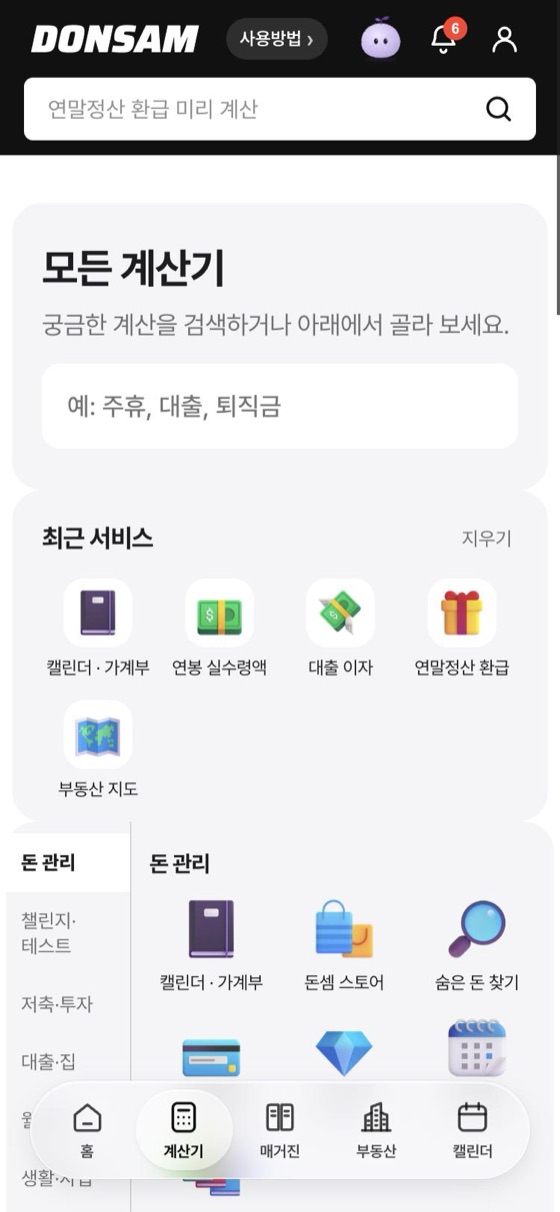 DONSAM
사용방법 ›
6
연말정산 환급 미리 계산
모든 계산기
궁금한 계산을 검색하거나 아래에서 골라 보세요.
예: 주휴, 대출, 퇴직금
최근 서비스
지우기
캘린더 · 가계부
연봉 실수령액
대출 이자
연말정산 환급
부동산 지도
돈 관리
챌린지·
테스트
저축·투자
대출·집
돈 관리
캘린더 · 가계부
돈셈 스토어
숨은 돈 찾기
홈
계산기
매거진
부동산
캘린더